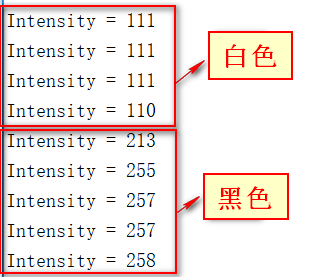 Intensity = 111
Intensity = 111
Intensity = 111
Intensity = 110
白色
Intensity = 213
Intensity = 255
Intensity = 257
Intensity = 257
Intensity = 258
黑色